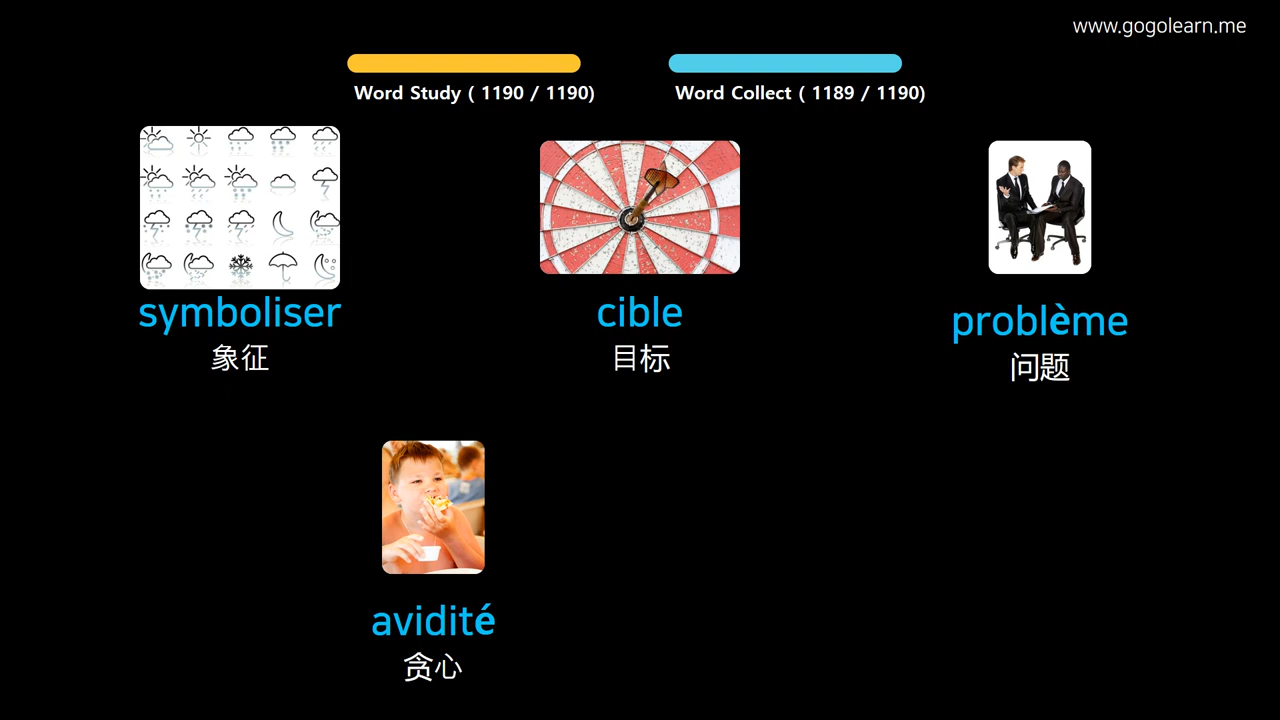 www.gogolearn.me
Word Study ( 1190 / 1190)
Word Collect ( 1189 / 1190)
symboliser
象征
cible
目标
problème
问题
avidité
贪心